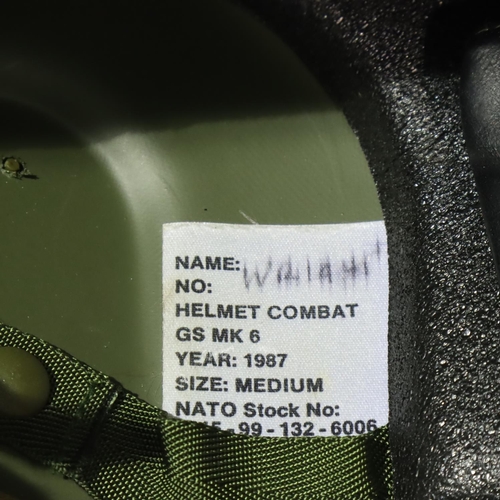 NAME:
NO:
HELMET COMBAT
GS MK 6
YEAR: 1987
SIZE: MEDIUM
NATO Stock No:
- 99 - 132 - 6006